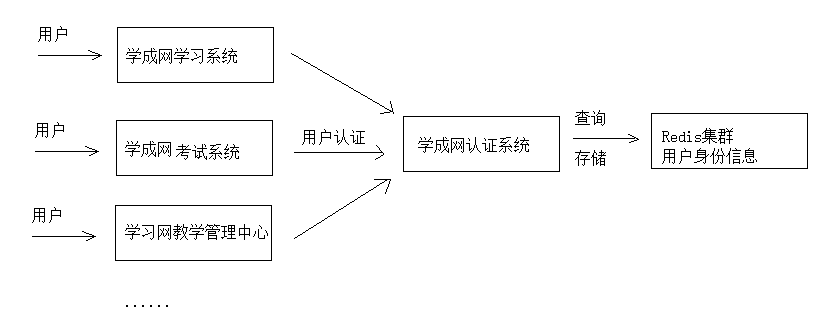 用户
学成网学习系统
用户
学成网 考试系统
用户
学习网教学管理中心
......
用户认证
学成网认证系统
查询
存储
Redis集群
用户身份信息